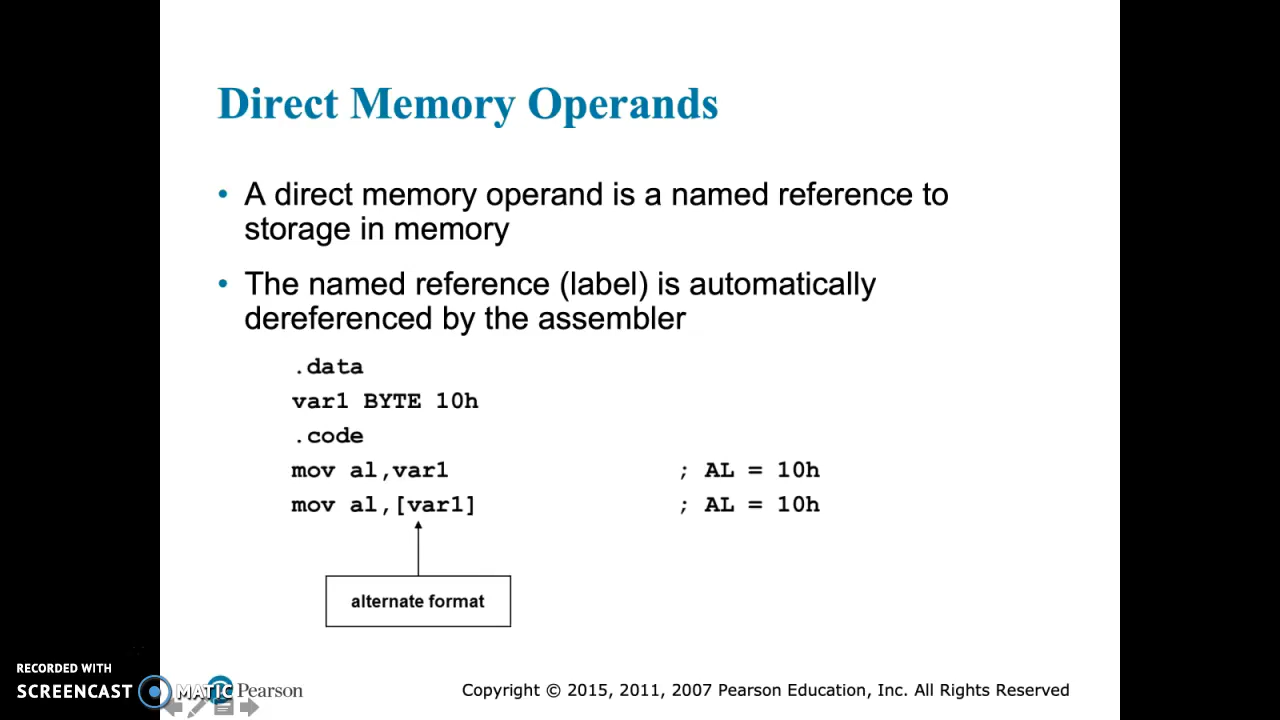 Direct Memory Operands
• A direct memory operand is a named reference to
storage in memory
• The named reference (label) is automatically
dereferenced by the assembler
.data
var1 BYTE 10h
.code
mov al,var1 ; AL = 10h
mov al,[var1] ; AL = 10h
alternate format
RECORDED WITH
SCREENCAST MATIC
Pearson
Copyright © 2015, 2011, 2007 Pearson Education, Inc. All Rights Reserved